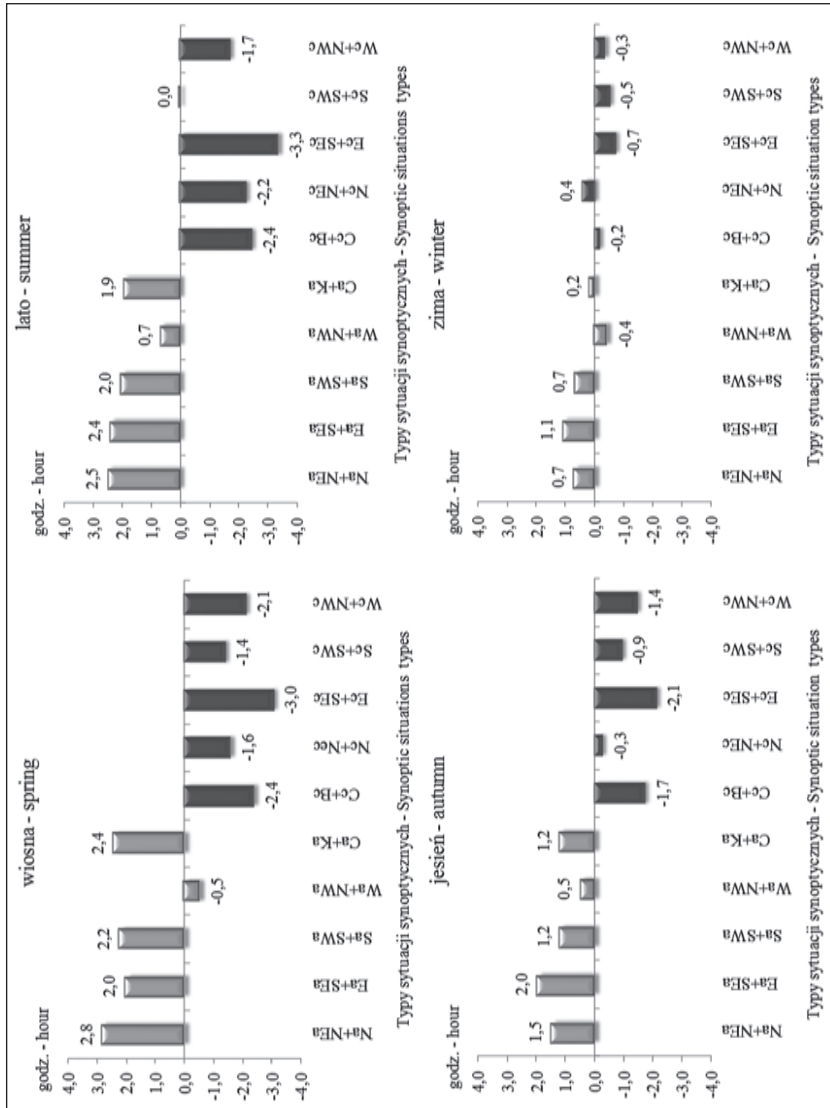 wiosna - spring
godz. - hour
4,0
3,0
2,0
1,0
0,0
-1,0
-2,0
-3,0
-4,0
2,8
2,0
2,2
-0,5
2,4
-2,4
-1,6
-3,0
-1,4
-2,1
Na+NEa
Ea+SEa
Sa+SWa
Wa+NWa
Ca+Ka
Cc+Bc
Nc+Nec
Ec+SEc
Sc+SWc
Wc+NWc
Typy sytuacji synoptycznych - Synoptic situations types
lato - summer
godz. - hour
4,0
3,0
2,0
1,0
0,0
-1,0
-2,0
-3,0
-4,0
2,5
2,4
2,0
0,7
1,9
-2,4
-2,2
-3,3
0,0
-1,7
Na+NEa
Ea+SEa
Sa+SWa
Wa+NWa
Ca+Ka
Cc+Bc
Nc+NEc
Ec+SEc
Sc+SWc
Wc+NWc
Typy sytuacji synoptycznych - Synoptic situations types
jesień - autumn
godz. - hour
4,0
3,0
2,0
1,0
0,0
-1,0
-2,0
-3,0
-4,0
1,5
2,0
1,2
0,5
1,2
-1,7
-0,3
-2,1
-0,9
-1,4
Na+NEa
Ea+SEa
Sa+SWa
Wa+NWa
Ca+Ka
Cc+Bc
Nc+NEc
Ec+SEc
Sc+SWc
Wc+NWc
Typy sytuacji synoptycznych - Synoptic situation types
zima - winter
godz. - hour
4,0
3,0
2,0
1,0
0,0
-1,0
-2,0
-3,0
-4,0
0,7
1,1
0,7
-0,4
0,2
-0,2
0,4
-0,7
-0,5
-0,3
Na+NEa
Ea+SEa
Sa+SWa
Wa+NWa
Ca+Ka
Cc+Bc
Nc+NEc
Ec+SEc
Sc+SWc
Wc+NWc
Typy sytuacji synoptycznych - Synoptic situation types